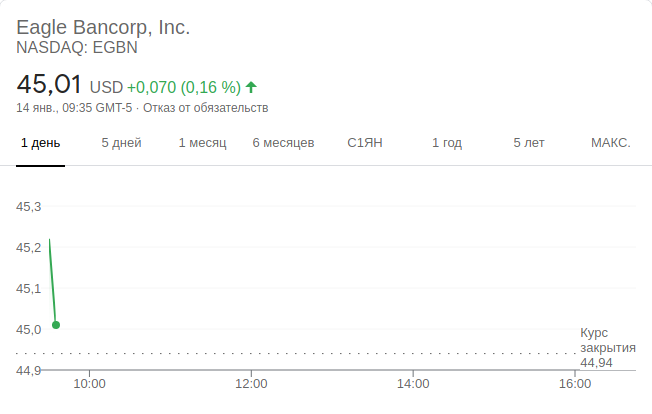 Eagle Bancorp, Inc.
NASDAQ: EGBN
45,01 USD +0,070 (0,16 %)
14 янв., 09:35 GMT-5 · Отказ от обязательств
1 день 5 дней 1 месяц 6 месяцев С1ЯН 1 год 5 лет МАКС.
45,3
45,2
45,1
45,0
Курс
закрытия
44,94
44,9
10:00 12:00 14:00 16:00